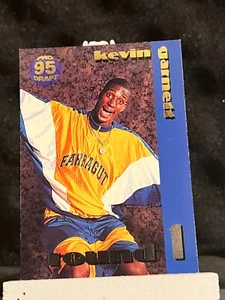 kevin
garnett
95
DRAFT
FARRAGUT
round
1